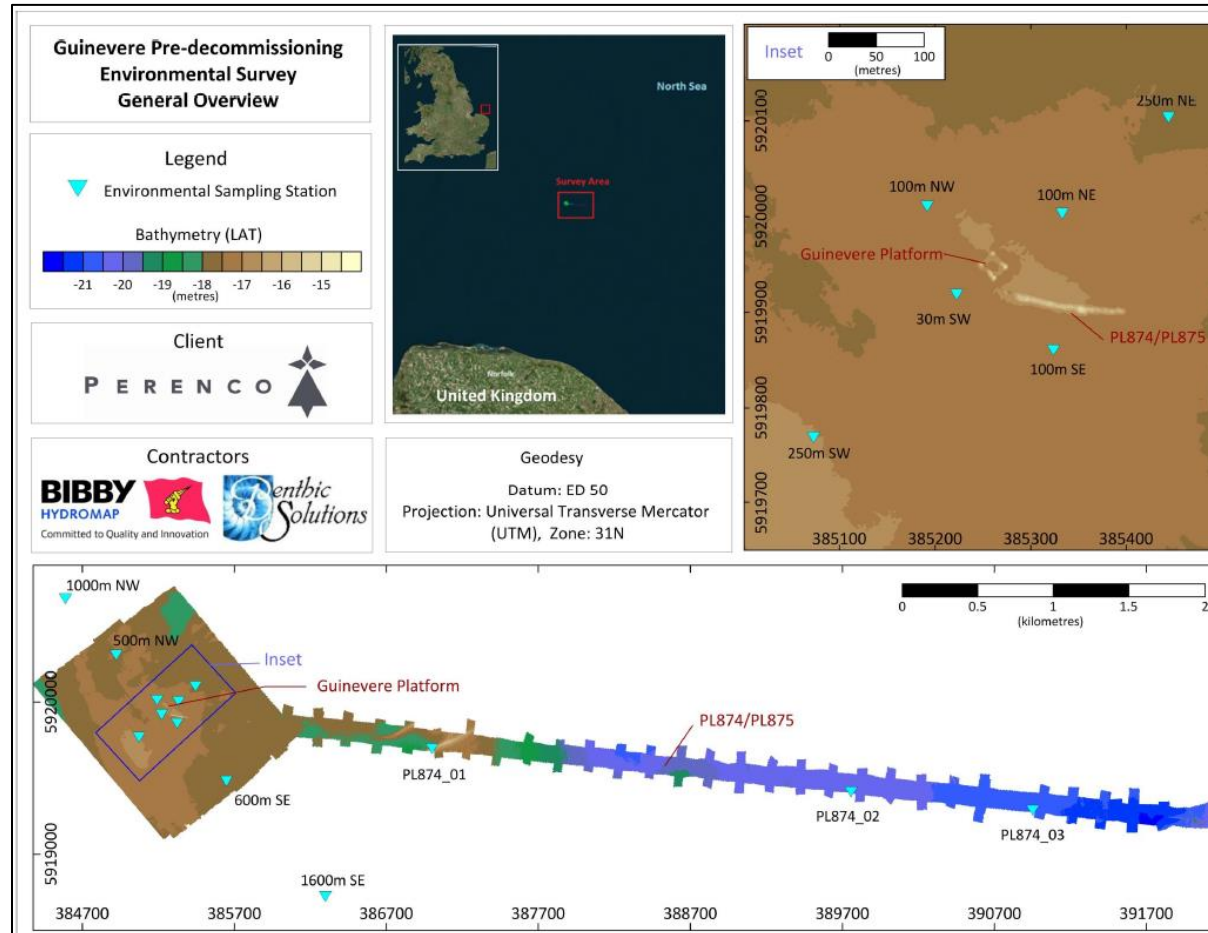 Guinevere Pre-decommissioning
Environmental Survey
General Overview
Legend
Environmental Sampling Station
Bathymetry (LAT)
-21 -20 -19 -18 -17 -16 -15
(metres)
Client
PERENCO
Contractors
BIBBY
HYDROMAP
Committed to Quality and Innovation
Benthic
Solutions
North Sea
Survey Area
Norfolk
United Kingdom
Geodesy
Datum: ED 50
Projection: Universal Transverse Mercator
(UTM), Zone: 31N
Inset
0 50 100
(metres)
250m NE
5920100
100m NW
100m NE
5920000
Guinevere Platform
5919900
30m SW
PL874/PL875
100m SE
5919800
250m SW
5919700
385100 385200 385300 385400
1000m NW
0 0.5 1 1.5 2
(kilometres)
500m NW
Inset
Guinevere Platform
5920000
PL874/PL875
PL874_01
600m SE
PL874_02
PL874_03
5919000
1600m SE
384700 385700 386700 387700 388700 389700 390700 391700